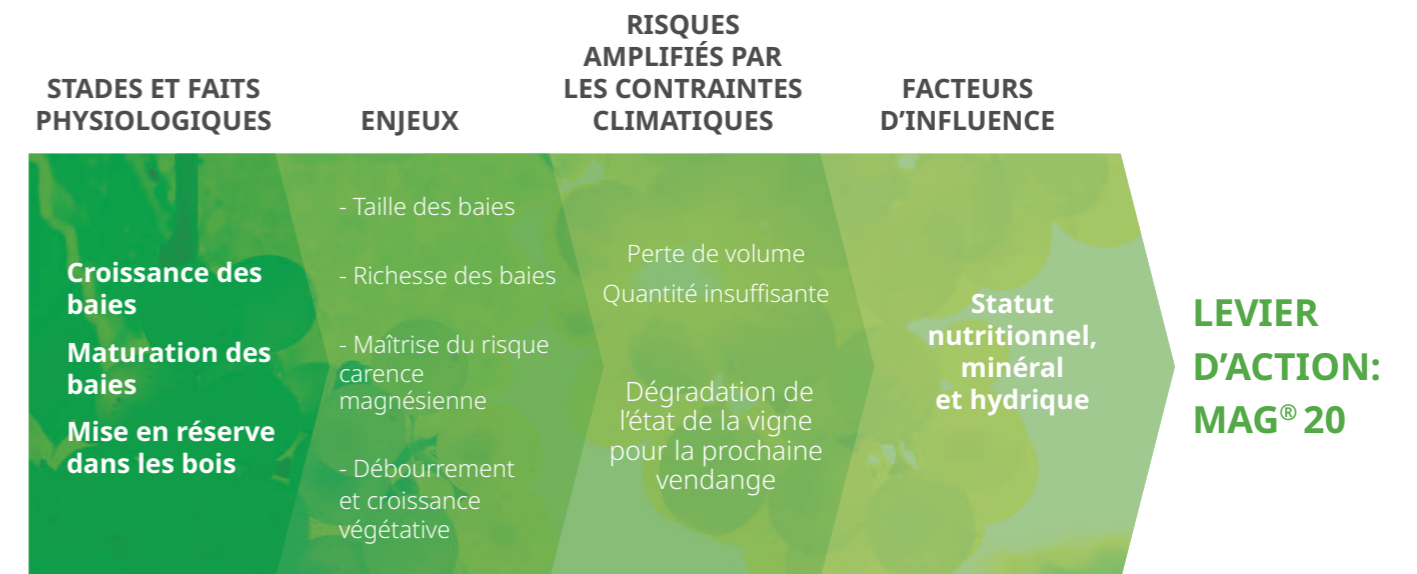 STADES ET FAITS
PHYSIOLOGIQUES
ENJEUX
RISQUES
AMPLIFIÉS PAR
LES CONTRAINTES
CLIMATIQUES
FACTEURS
D’INFLUENCE
Croissance des
baies
Maturation des
baies
Mise en réserve
dans les bois
- Taille des baies
- Richesse des baies
- Maîtrise du risque
carence
magnésienne
- Débourrement
et croissance
végétative
Perte de volume
Quantité insuffisante
Dégradation de
l’état de la vigne
pour la prochaine
vendange
Statut
nutritionnel,
minéral
et hydrique
LEVIER
D’ACTION:
MAG® 20